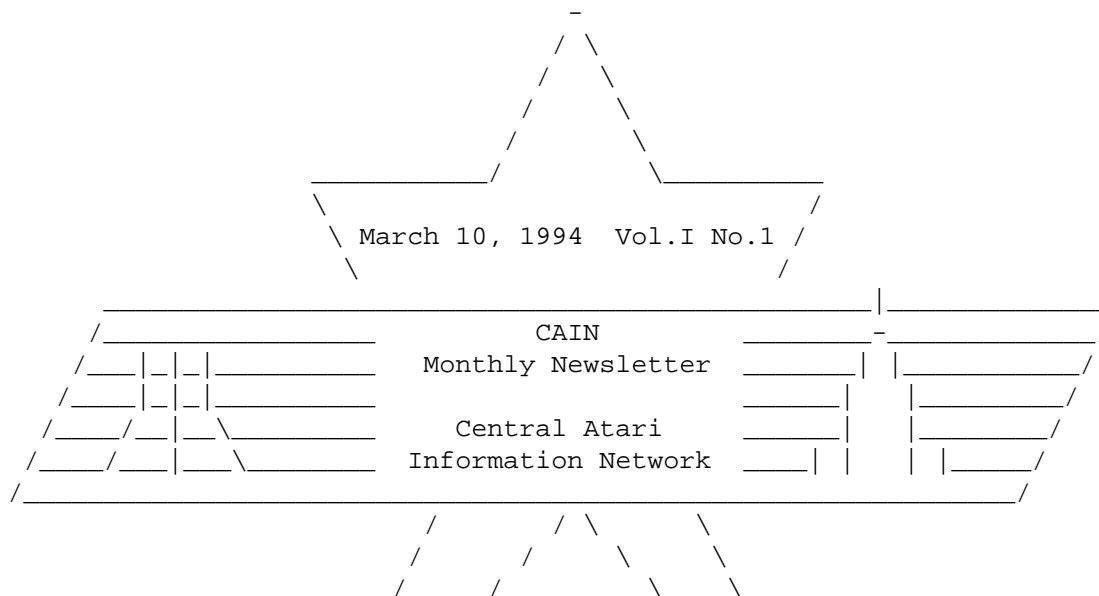 March 10, 1994  Vol.I No.1
CAIN
Monthly Newsletter
Central Atari
Information Network